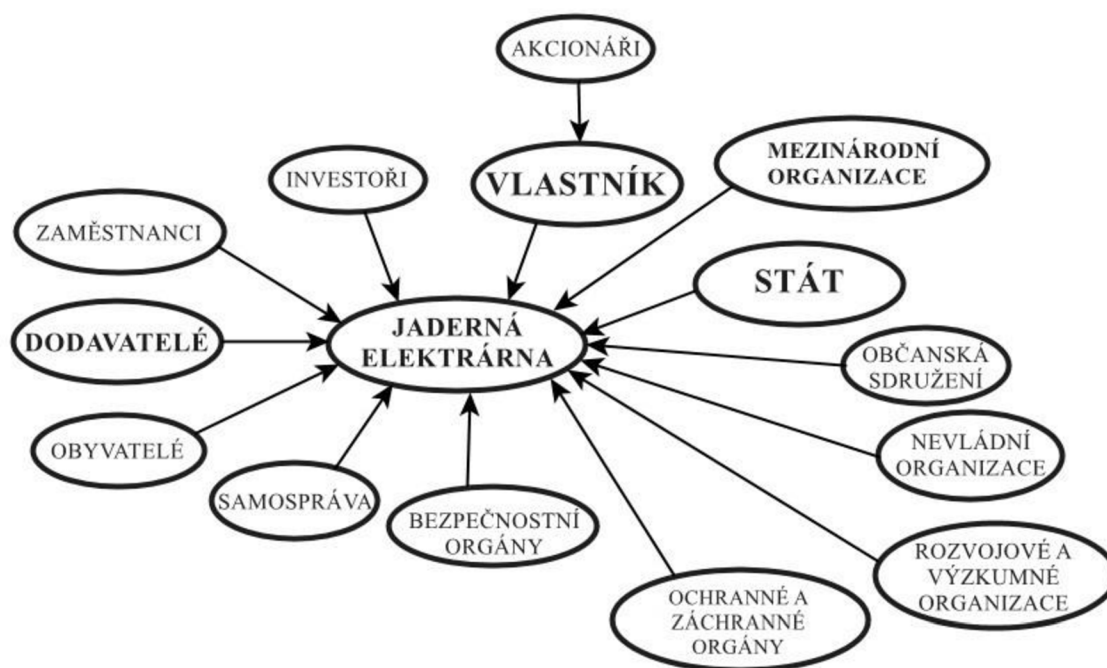 AKCIONÁŘI
MEZINÁRODNÍ
ORGANIZACE
INVESTOŘI
VLASTNÍK
ZAMĚSTNANCI
STÁT
DODAVATELÉ
JADERNÁ
ELEKTRÁRNA
OBČANSKÁ
SDRUŽENÍ
OBYVATELÉ
NEVLÁDNÍ
ORGANIZACE
SAMOSPRÁVA
BEZPEČNOSTNÍ
ORGÁNY
ROZVOJOVÉ A
VÝZKUMNÉ
ORGANIZACE
OCHRANNÉ A
ZÁCHRANNÉ
ORGÁNY